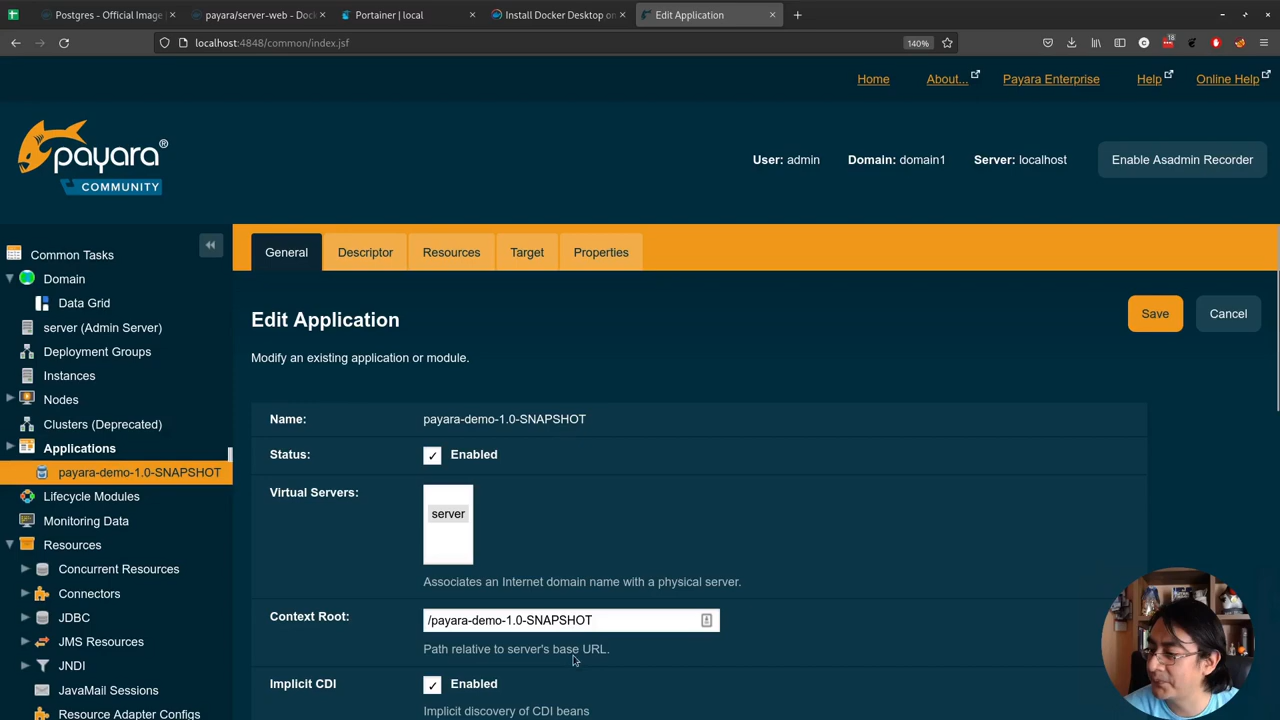 Postgres - Official Image
payara/server-web - Dock
Portainer | local
Install Docker Desktop on
Edit Application
localhost:4848/common/index.jsf
140%
18
Home
About...
Payara Enterprise
Help
Online Help
payara®
COMMUNITY
User: admin
Domain: domain1
Server: localhost
Enable Asadmin Recorder
Common Tasks
Domain
Data Grid
server (Admin Server)
Deployment Groups
Instances
Nodes
Clusters (Deprecated)
Applications
payara-demo-1.0-SNAPSHOT
Lifecycle Modules
Monitoring Data
Resources
Concurrent Resources
Connectors
JDBC
JMS Resources
JNDI
JavaMail Sessions
Resource Adapter Configs
General
Descriptor
Resources
Target
Properties
Edit Application
Save
Cancel
Modify an existing application or module.
Name:
payara-demo-1.0-SNAPSHOT
Status:
Enabled
Virtual Servers:
server
Associates an Internet domain name with a physical server.
Context Root:
/payara-demo-1.0-SNAPSHOT
Path relative to server's base URL.
Implicit CDI
Enabled
Implicit discovery of CDI beans